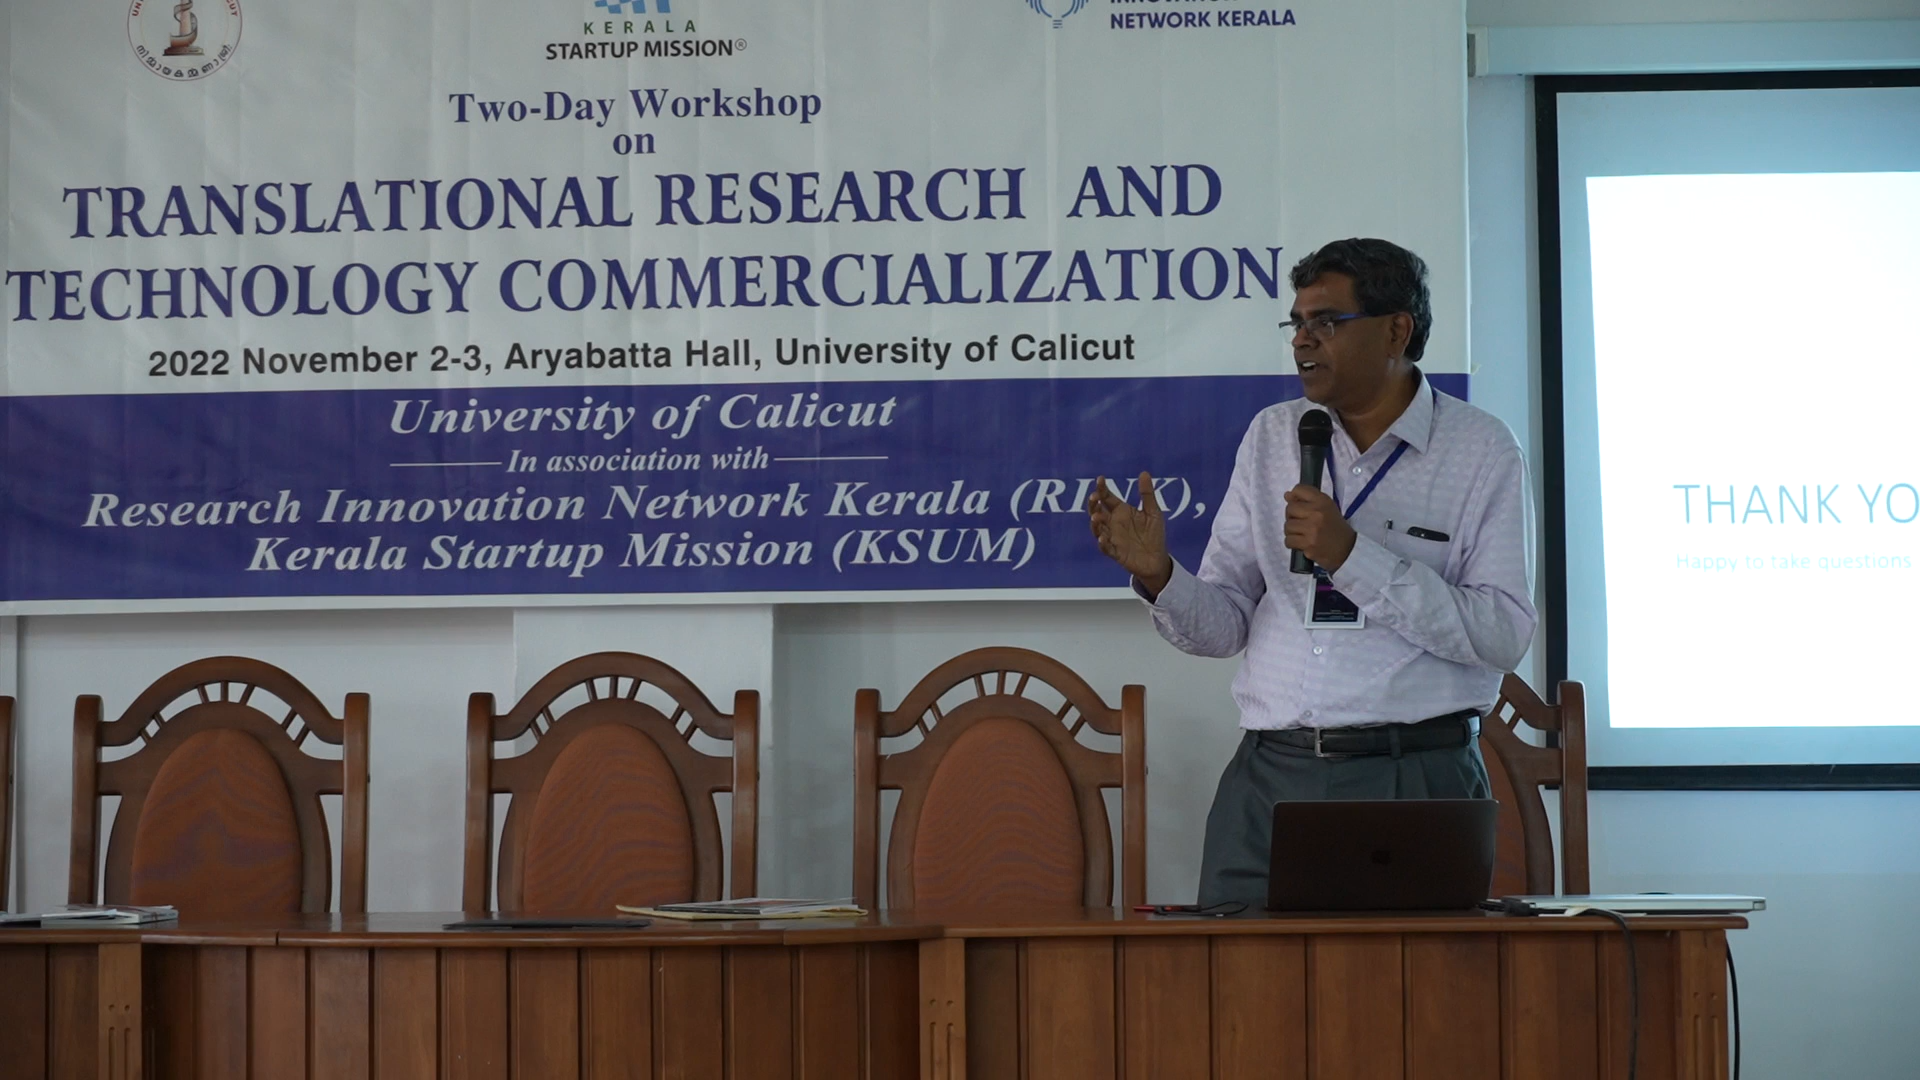 KERALA
STARTUP MISSION®
NETWORK KERALA
Two-Day Workshop
on
TRANSLATIONAL RESEARCH AND
TECHNOLOGY COMMERCIALIZATION
2022 November 2-3, Aryabatta Hall, University of Calicut
University of Calicut
In association with
Research Innovation Network Kerala (RINK),
Kerala Startup Mission (KSUM)
THANK YO
Happy to take questions